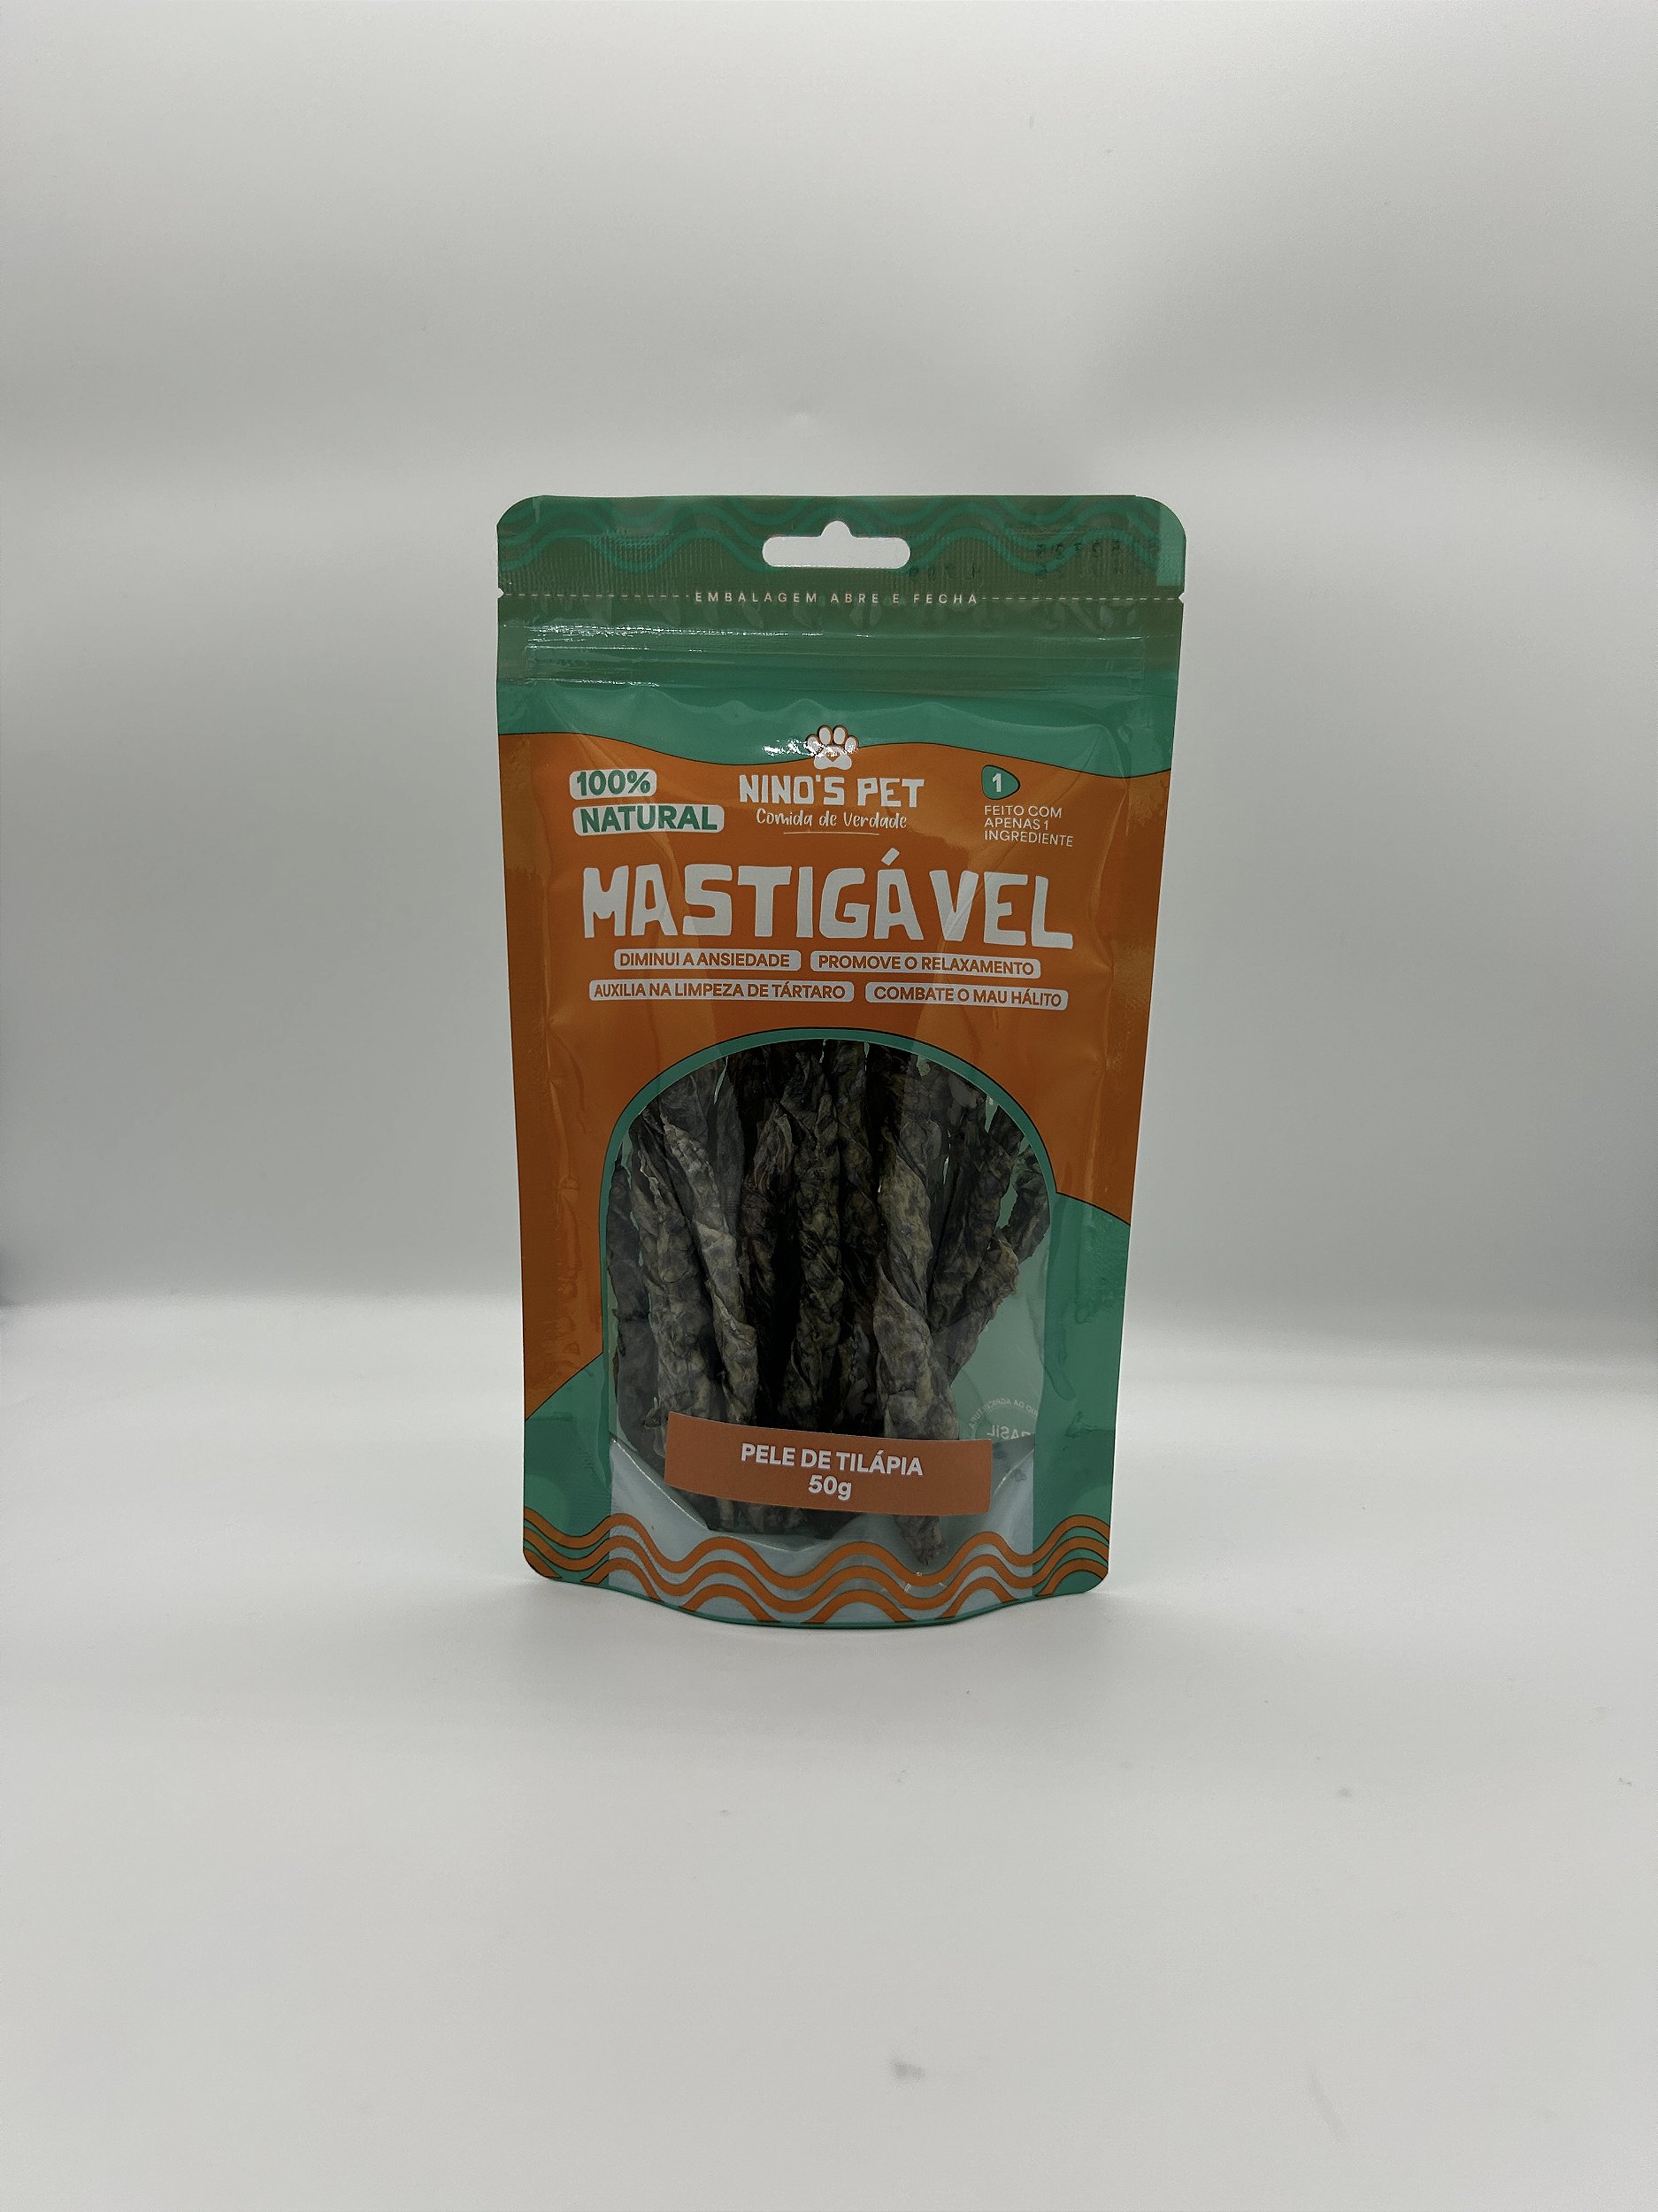 EMBALAGEM ABRE E FECHA
100%
NATURAL
NINO'S PET
Comida de Verdade
1
FEITO COM
APENAS 1
INGREDIENTE
MASTIGÁVEL
DIMINUI A ANSIEDADE PROMOVE O RELAXAMENTO
AUXILIA NA LIMPEZA DE TÁRTARO COMBATE O MAU HÁLITO
PELE DE TILÁPIA
50g